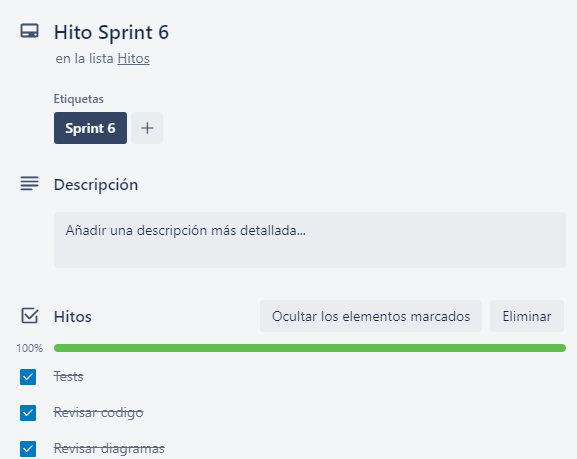 Hito Sprint 6
en la lista Hitos
Etiquetas
Sprint 6 +
Descripción
Añadir una descripción más detallada...
Hitos Ocultar los elementos marcados Eliminar
100%
Tests
Revisar codigo
Revisar diagramas